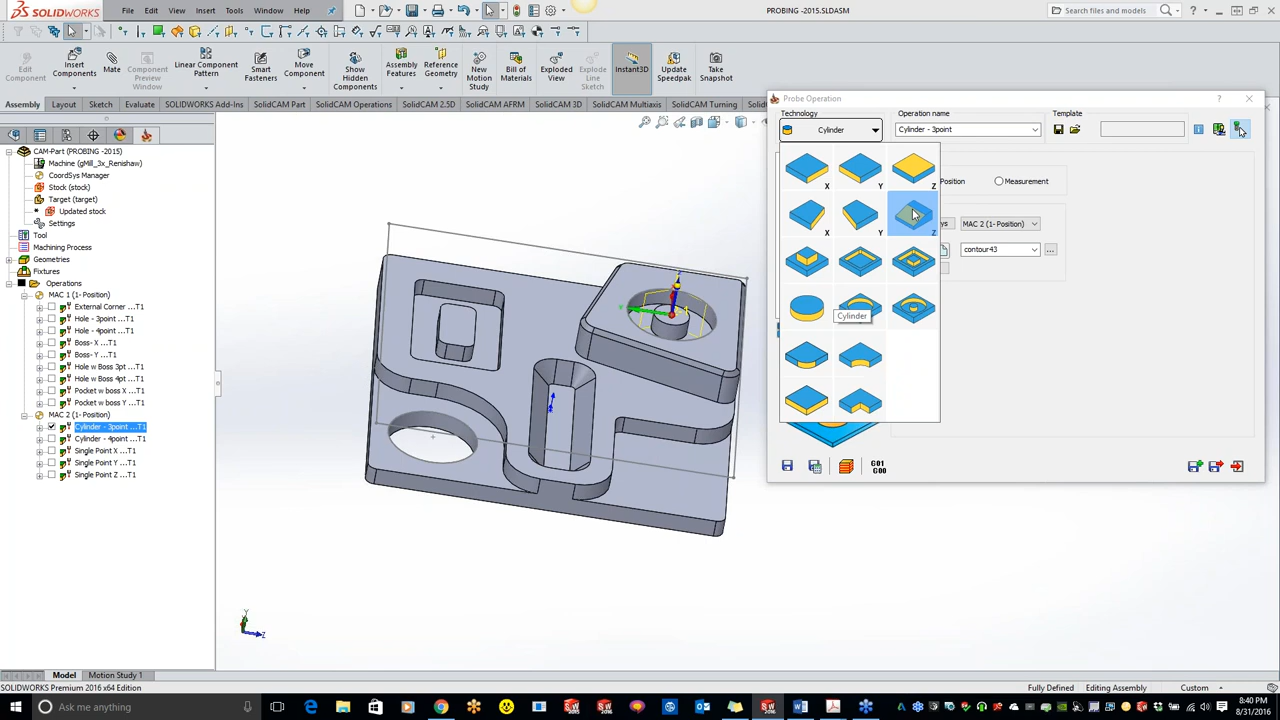 SOLIDWORKS
File Edit View Insert Tools Window Help
PROBING -2015.SLDASM
Search files and models
Edit Component
Insert Components
Mate
Component Preview Window
Linear Component Pattern
Smart Fasteners
Move Component
Show Hidden Components
Assembly Features
Reference Geometry
New Motion Study
Bill of Materials
Exploded View
Explode Line Sketch
Instant3D
Update Speedpak
Take Snapshot
Assembly Layout Sketch Evaluate SOLIDWORKS Add-Ins SolidCAM Part SolidCAM Operations SolidCAM 2.5D SolidCAM AFRM SolidCAM Multiaxis SolidCAM Turning
CAM-Part (PROBING -2015)
Machine (gMill_3x_Renishaw)
CoordSys Manager
Stock (stock)
Target (target)
Updated stock
Settings
Tool
Machining Process
Geometries
Fixtures
Operations
MAC 1 (1- Position)
External Corner ...T1
Hole - 3point ...T1
Hole - 4point ...T1
Boss- X ...T1
Boss- Y ...T1
Hole w Boss 3pt ...T1
Hole w Boss 4pt ...T1
Pocket w boss X ...T1
Pocket w boss Y ...T1
MAC 2 (1- Position)
Cylinder - 3point ...T1
Cylinder - 4point ...T1
Single Point X ...T1
Single Point Y ...T1
Single Point Z ...T1
Probe Operation
Technology
Cylinder
Operation name
Cylinder - 3point
Template
X Y Z
X Y Z
Cylinder
osition
Measurement
ys
MAC 2 (1- Position)
contour43
G01
G00
Y
Y
Z
Model Motion Study 1
SOLIDWORKS Premium 2016 x64 Edition
Fully Defined
Editing Assembly
Custom
Ask me anything
8:40 PM
8/31/2016